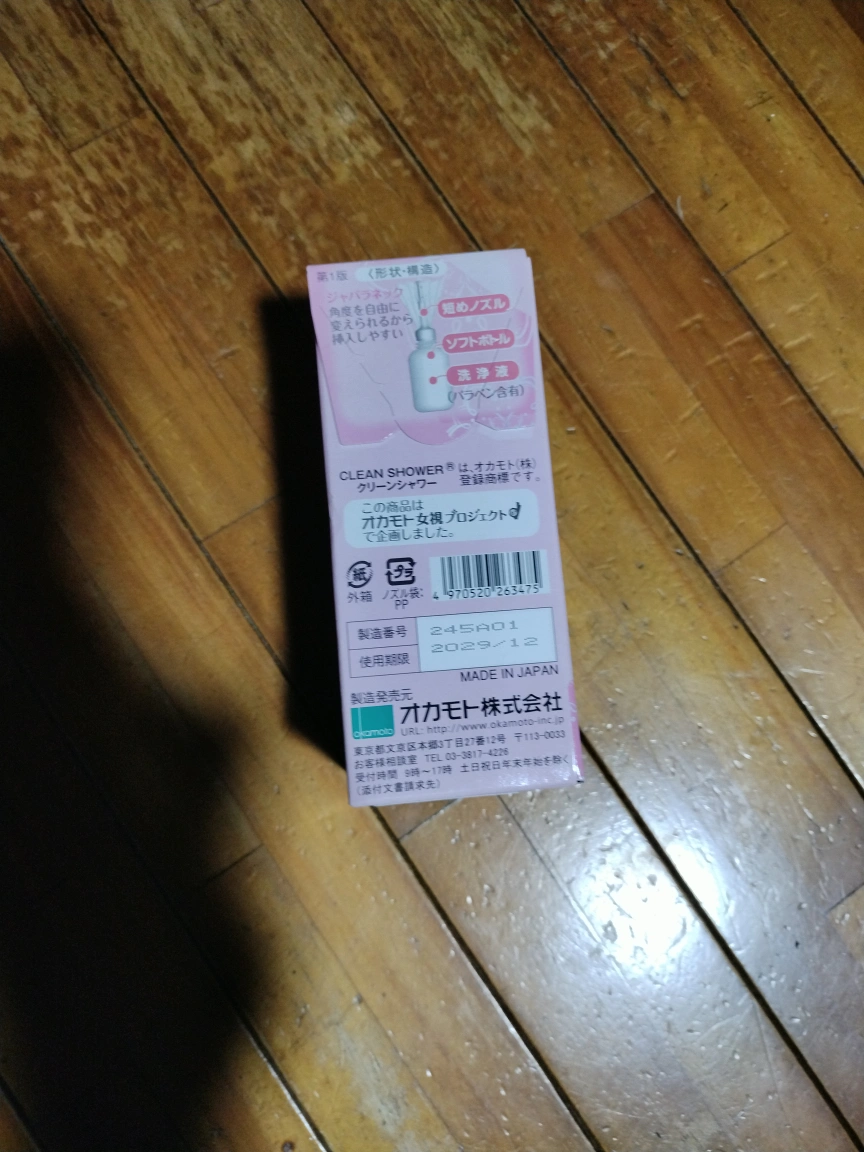 第1版 〈形状・構造〉
ジャバラネック
角度を自由に
変えられるから
挿入しやすい
短めノズル
ソフトボトル
洗浄液
(パラベン含有)
CLEAN SHOWER® は、オカモト(株)
クリーンシャワー 登録商標です。
この商品は
オカモト女視プロジェクト
で企画しました。
紙 プラ
外箱 ノズル袋:
PP
4 970520 263475
製造番号 245A01
使用期限 2029/12
MADE IN JAPAN
製造発売元
okamoto オカモト株式会社
URL: http://www.okamoto-inc.jp
東京都文京区本郷3丁目27番12号 〒113-0033
お客様相談室 TEL.03-3817-4226
受付時間 9時〜17時 土日祝日年末年始を除く
(添付文書請求先)